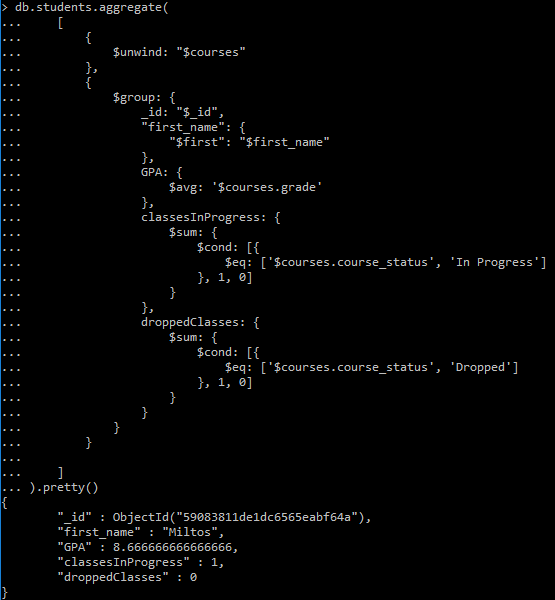 > db.students.aggregate(
...     [
...         {
...             $unwind: "$courses"
...         },
...         {
...             $group: {
...                 _id: "$_id",
...                 "first_name": {
...                     "$first": "$first_name"
...                 },
...                 GPA: {
...                     $avg: '$courses.grade'
...                 },
...                 classesInProgress: {
...                     $sum: {
...                         $cond: [{
...                             $eq: ['$courses.course_status', 'In Progress']
...                         }, 1, 0]
...                     }
...                 },
...                 droppedClasses: {
...                     $sum: {
...                         $cond: [{
...                             $eq: ['$courses.course_status', 'Dropped']
...                         }, 1, 0]
...                     }
...                 }
...             }
...         }
...
...     ]
... ).pretty()
{
        "_id" : ObjectId("59083811de1dc6565eabf64a"),
        "first_name" : "Miltos",
        "GPA" : 8.666666666666666,
        "classesInProgress" : 1,
        "droppedClasses" : 0
}